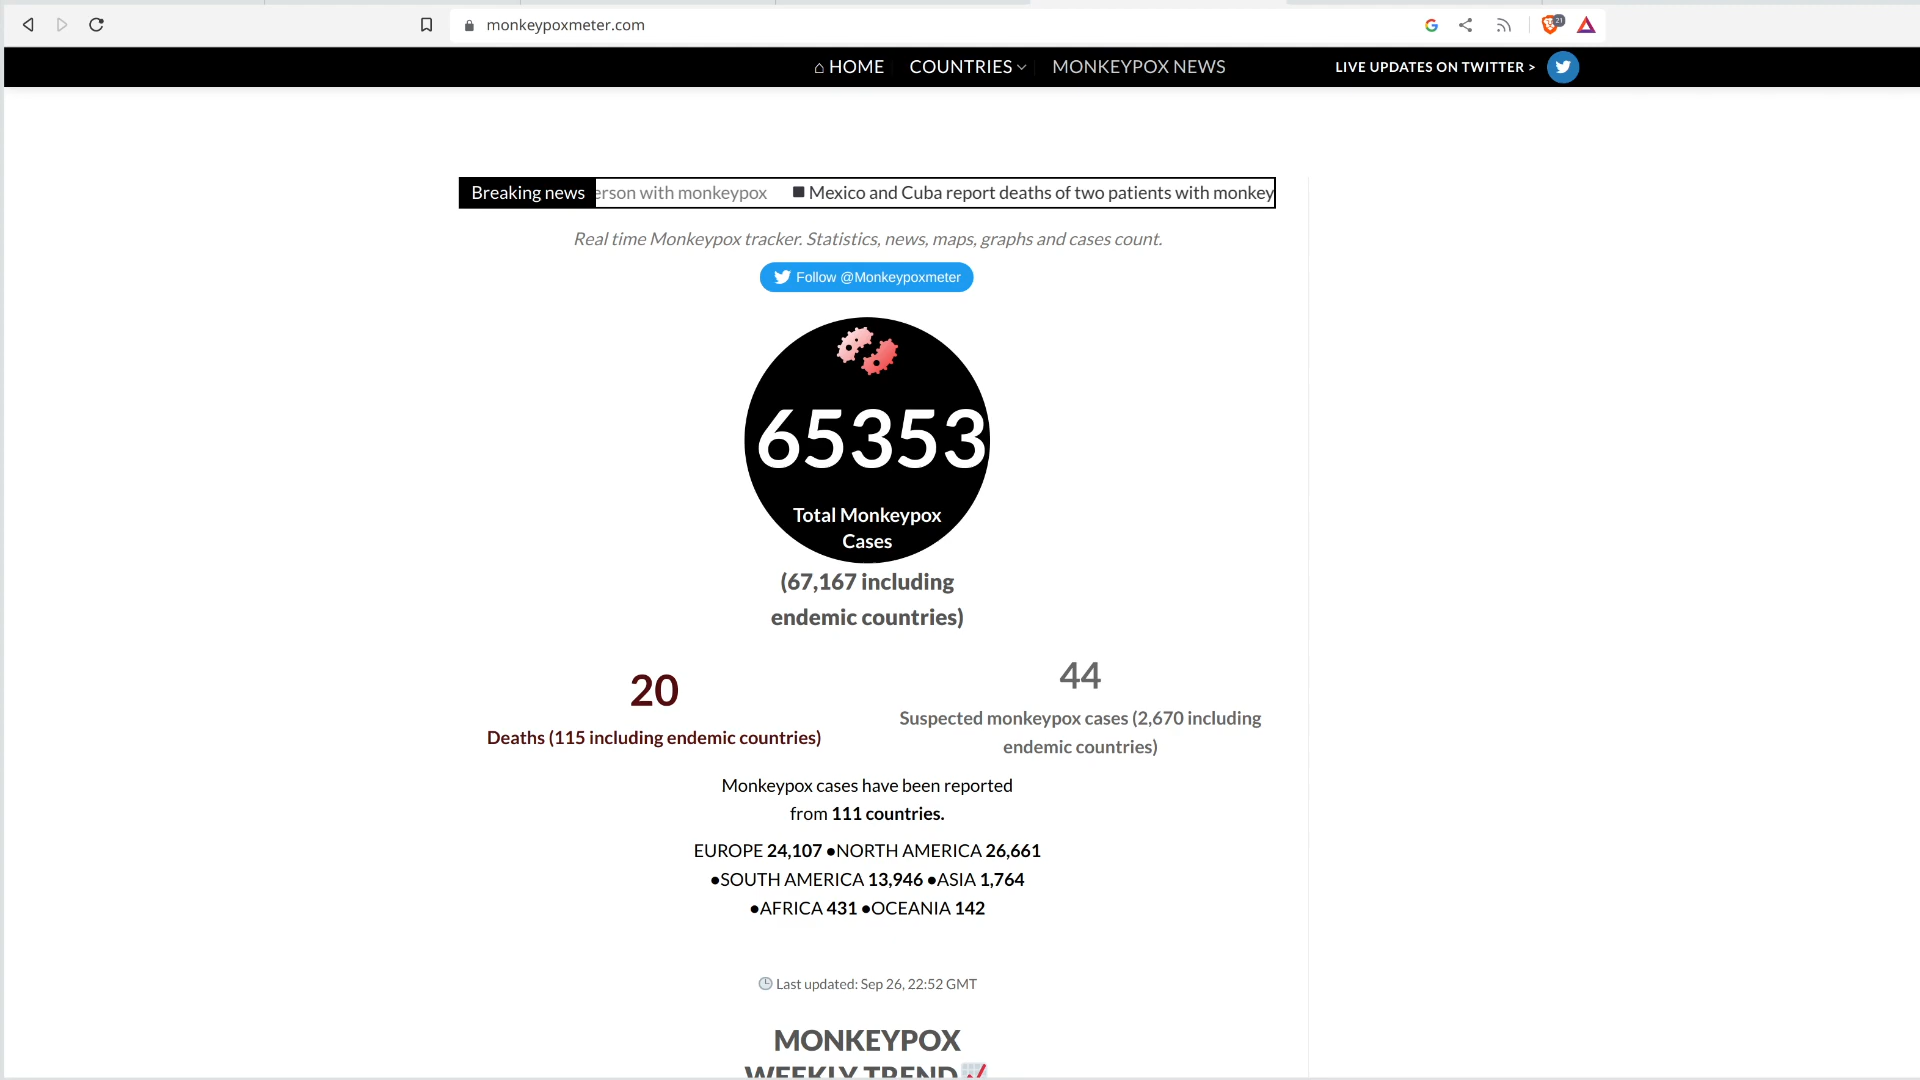 monkeypoxmeter.com
21
HOME COUNTRIES MONKEYPOX NEWS LIVE UPDATES ON TWITTER >
Breaking news erson with monkeypox ■ Mexico and Cuba report deaths of two patients with monkey
Real time Monkeypox tracker. Statistics, news, maps, graphs and cases count.
Follow @Monkeypoxmeter
65353
Total Monkeypox
Cases
(67,167 including
endemic countries)
20
Deaths (115 including endemic countries)
44
Suspected monkeypox cases (2,670 including
endemic countries)
Monkeypox cases have been reported
from 111 countries.
EUROPE 24,107 ●NORTH AMERICA 26,661
●SOUTH AMERICA 13,946 ●ASIA 1,764
●AFRICA 431 ●OCEANIA 142
Last updated: Sep 26, 22:52 GMT
MONKEYPOX
WEEKLY TREND